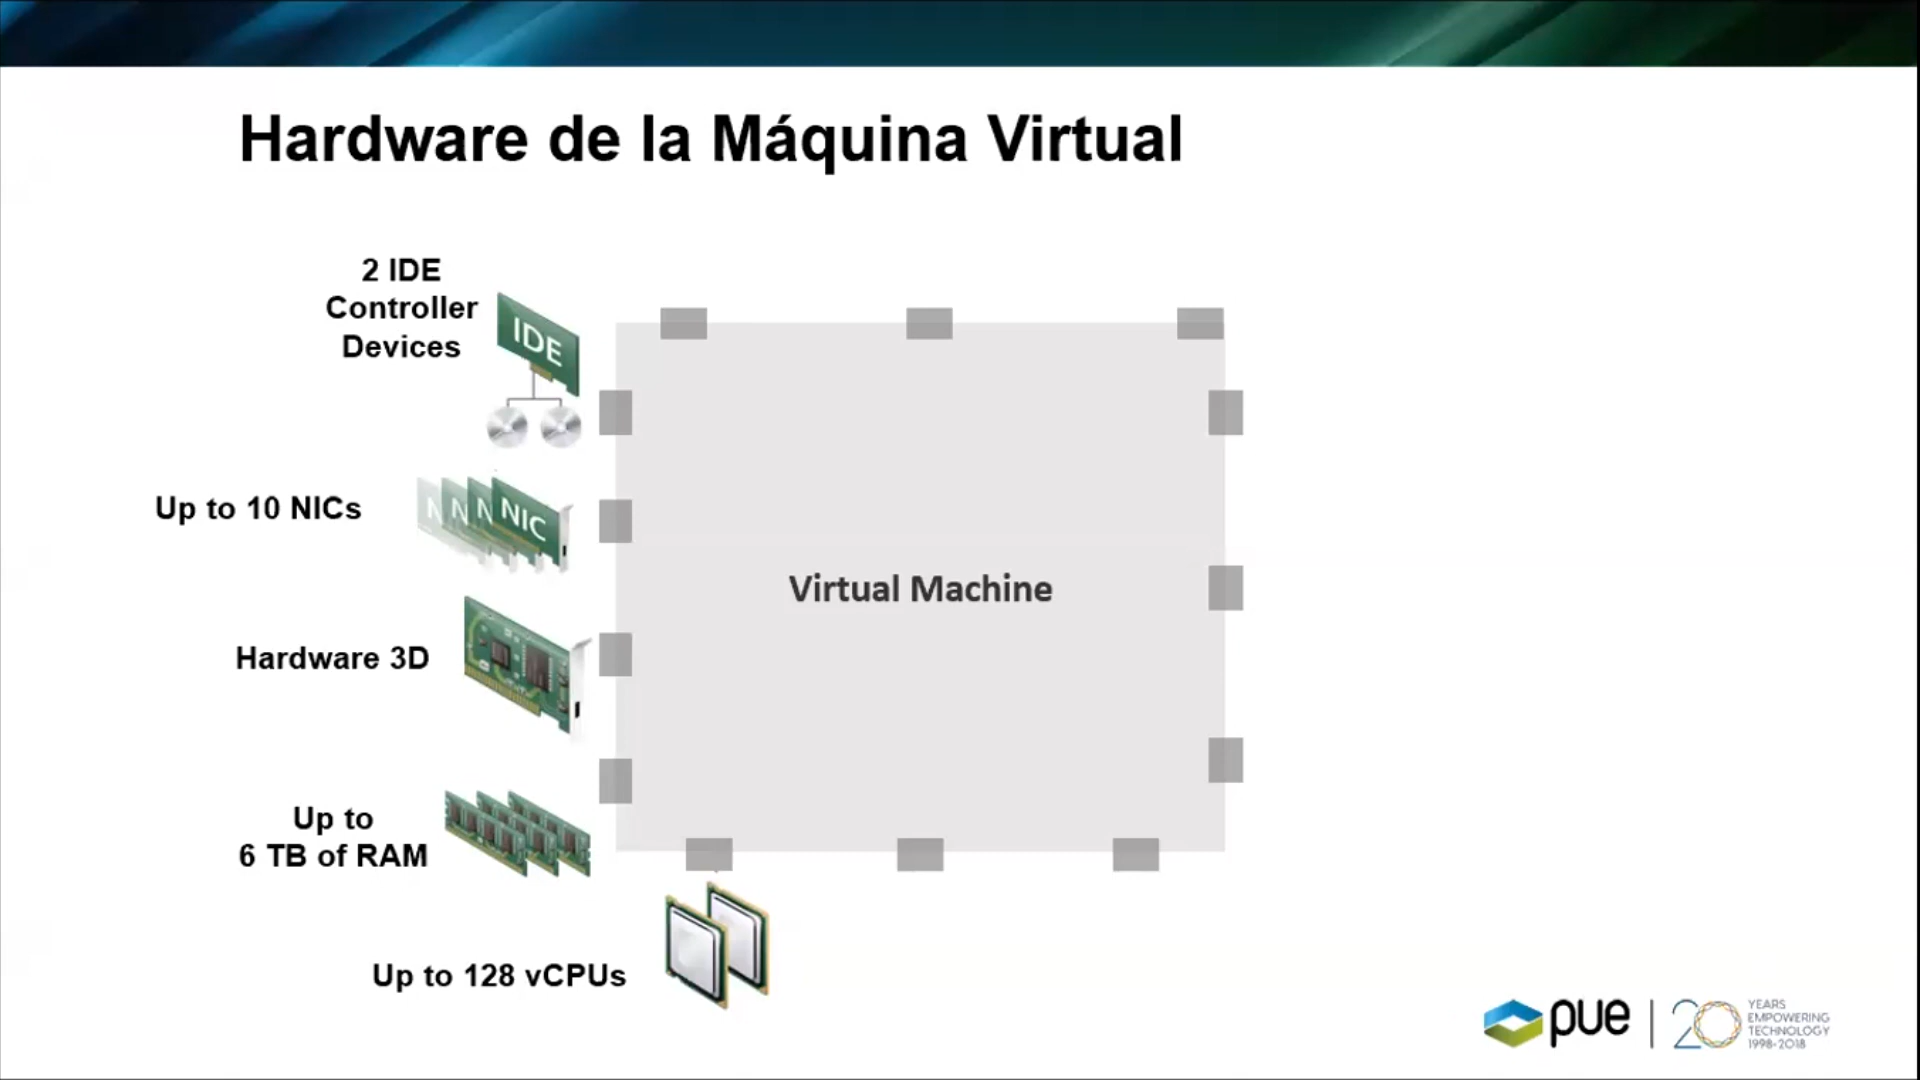 Hardware de la Máquina Virtual
2 IDE
Controller
Devices
IDE
Up to 10 NICs
N N N NIC
Hardware 3D
Virtual Machine
Up to
6 TB of RAM
Up to 128 vCPUs
pue
20
YEARS
EMPOWERING
TECHNOLOGY
1998-2018